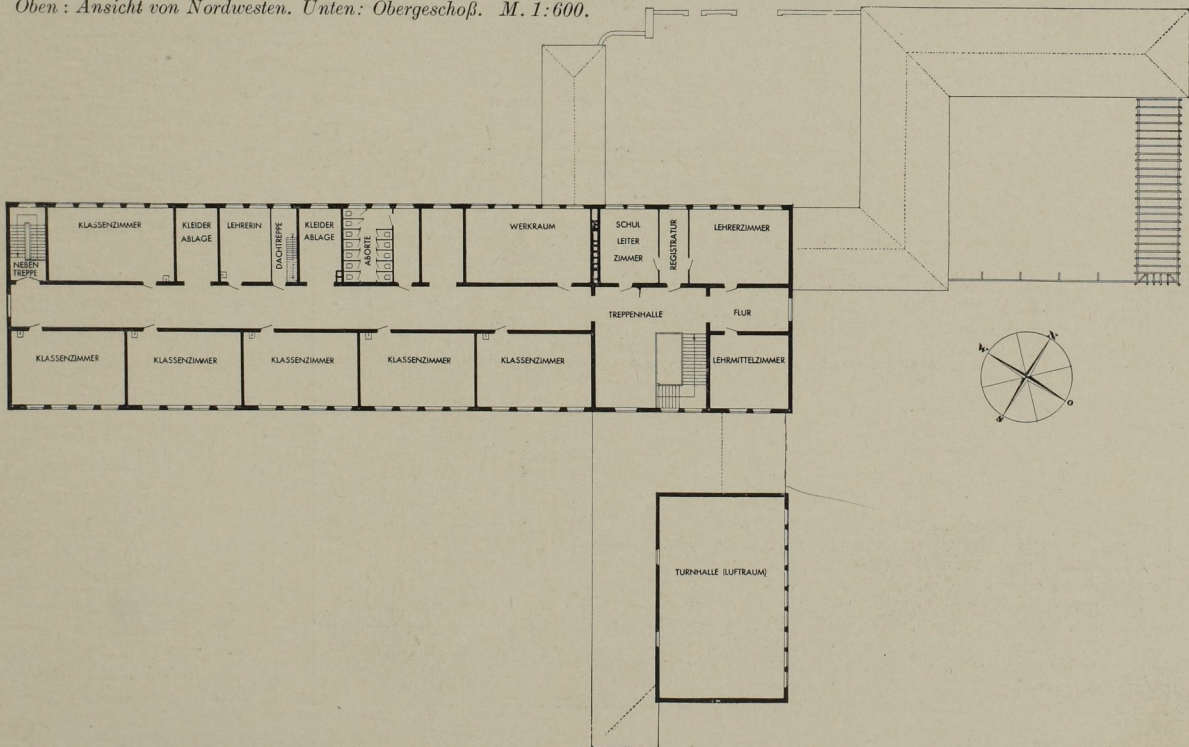 Oben: Ansicht von Nordwesten. Unten: Obergeschoß. M. 1:600.
KLASSENZIMMER
KLEIDER
ABLAGE
LEHRERIN
DACHTREPPE
KLEIDER
ABLAGE
ABORTE
WERKRAUM
SCHUL
LEITER
ZIMMER
REGISTRATUR
LEHRERZIMMER
NEBEN
TREPPE
TREPPENHALLE
FLUR
KLASSENZIMMER
KLASSENZIMMER
KLASSENZIMMER
KLASSENZIMMER
KLASSENZIMMER
LEHRMITTELZIMMER
N
W
O
S
TURNHALLE (LUFTRAUM)